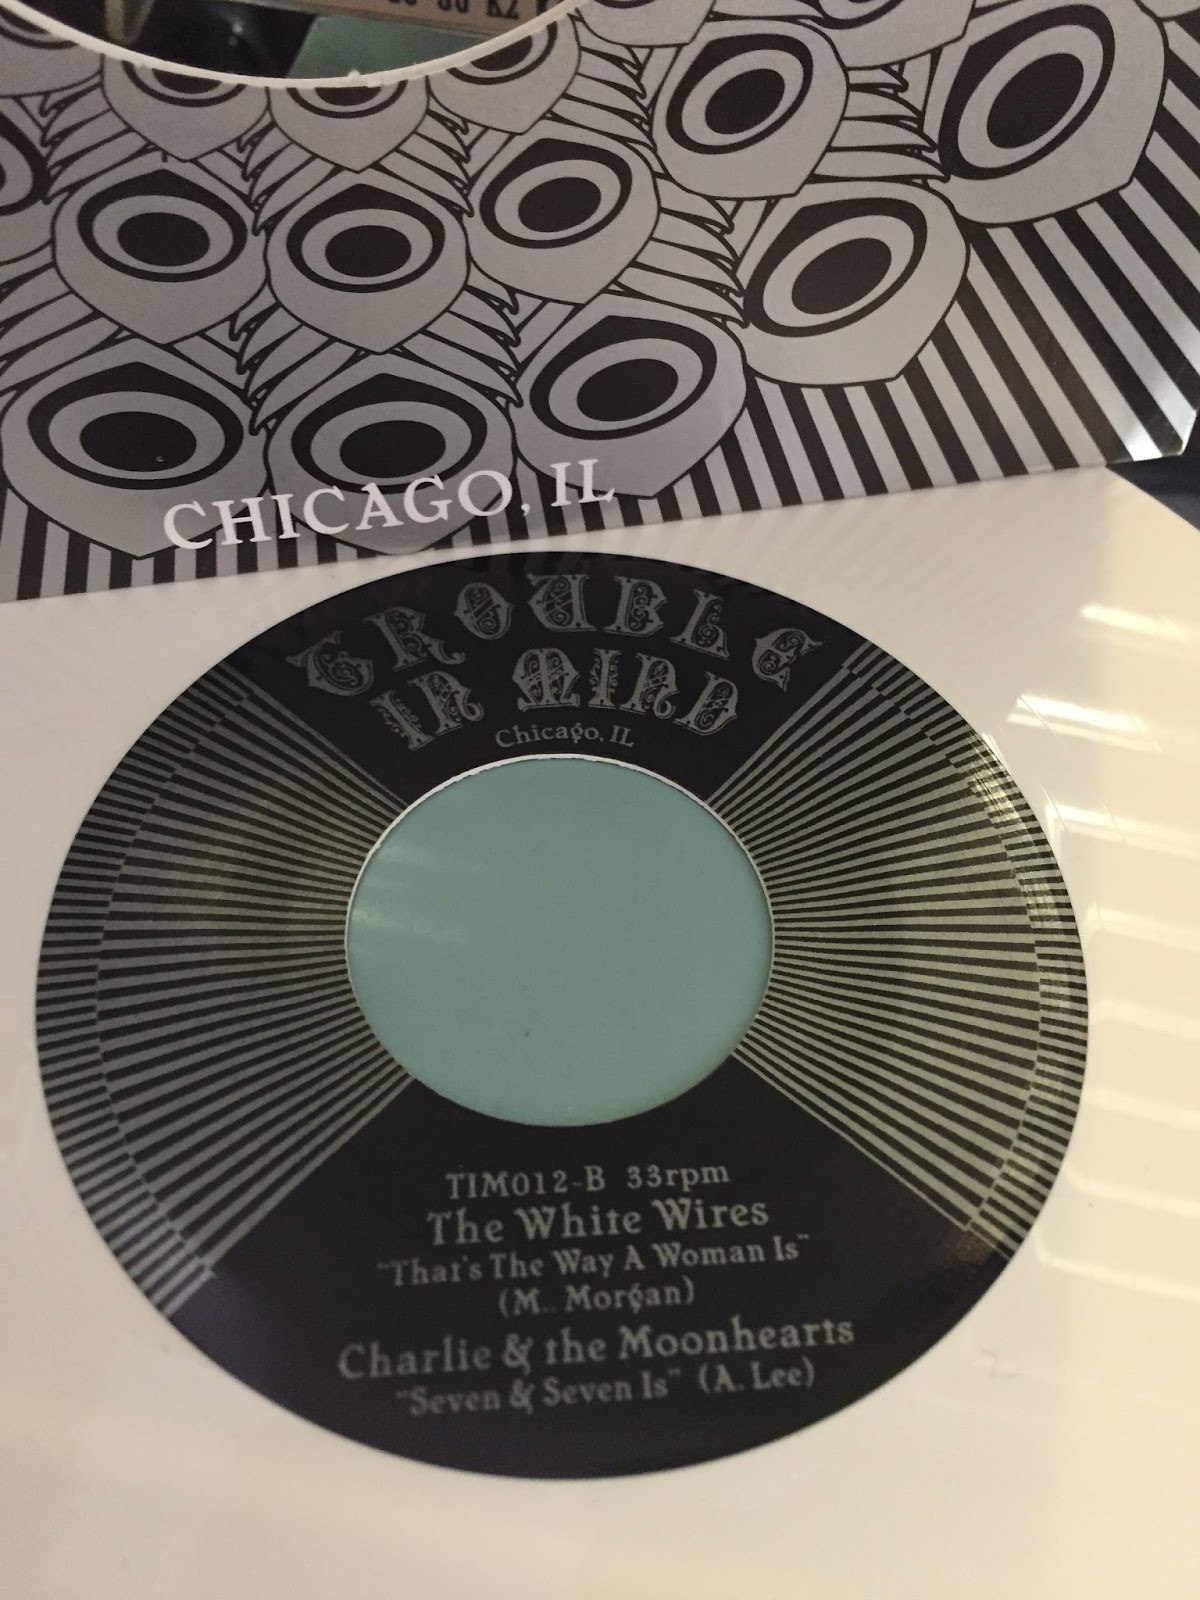 CHICAGO, IL
TROUBLE
IN MIND
Chicago, IL
TIM012-B 33rpm
The White Wires
"That's The Way A Woman Is"
(M.. Morgan)
Charlie & the Moonhearts
"Seven & Seven Is" (A. Lee)